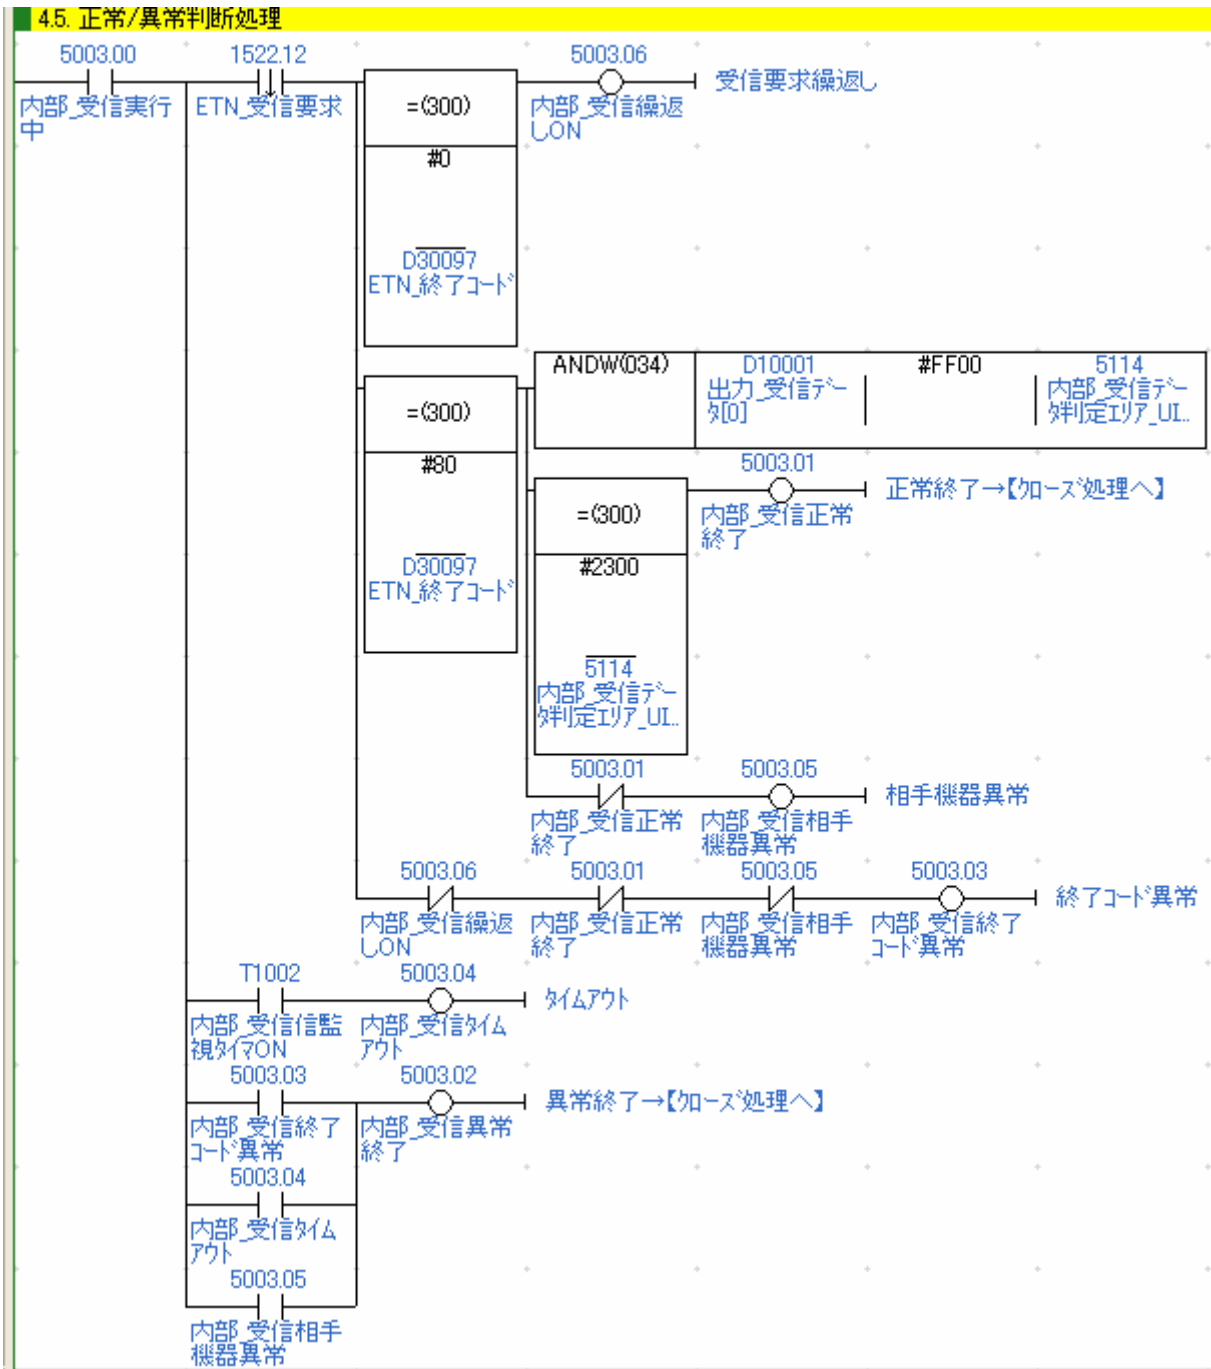 4.5. 正常/異常判断処理
5003.00
1522.12
5003.06
内部_受信実行
中
ETN_受信要求
=(300)
内部_受信繰返
しON
受信要求繰返し
#0
D30097
ETN_終了コード
ANDW(034)
D10001
出力_受信デー
タ[0]
#FF00
5114
内部_受信デー
タ判定エリア_UI..
=(300)
#80
D30097
ETN_終了コード
5003.01
=(300)
内部_受信正常
終了
正常終了→【クローズ処理へ】
#2300
5114
内部_受信デー
タ判定エリア_UI..
5003.01
5003.05
内部_受信正常
終了
内部_受信相手
機器異常
相手機器異常
5003.06
5003.01
5003.05
5003.03
内部_受信繰返
しON
内部_受信正常
終了
内部_受信相手
機器異常
内部_受信終了
コード異常
終了コード異常
T1002
5003.04
内部_受信信監
視タイマON
内部_受信タイム
アウト
タイムアウト
5003.03
5003.02
内部_受信終了
コード異常
内部_受信異常
終了
異常終了→【クローズ処理へ】
5003.04
内部_受信タイム
アウト
5003.05
内部_受信相手
機器異常